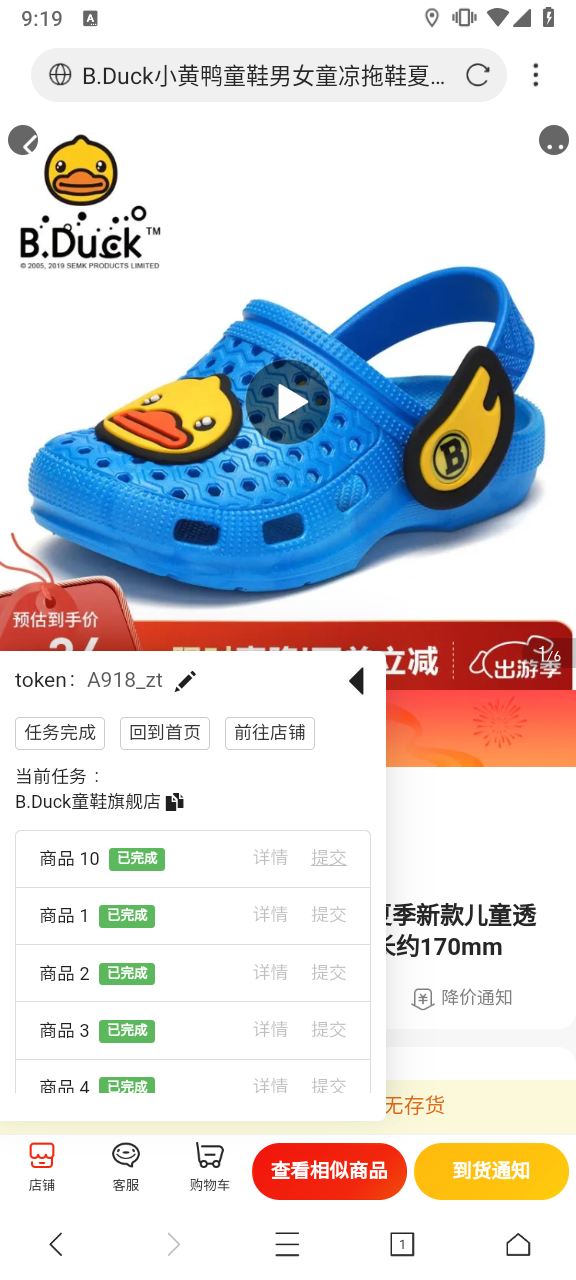 9:19
B.Duck小黄鸭童鞋男女童凉拖鞋夏...
B.Duck™
© 2005, 2019 SEMK PRODUCTS LIMITED
B
预估到手价
立减
出游季
1/6
token： A918_zt
任务完成 回到首页 前往店铺
当前任务：
B.Duck童鞋旗舰店
商品 10 已完成 详情 提交
商品 1 已完成 详情 提交
夏季新款儿童透
长约170mm
商品 2 已完成 详情 提交
降价通知
商品 3 已完成 详情 提交
商品 4 已完成 详情 提交
无存货
店铺 客服 购物车 查看相似商品 到货通知
1